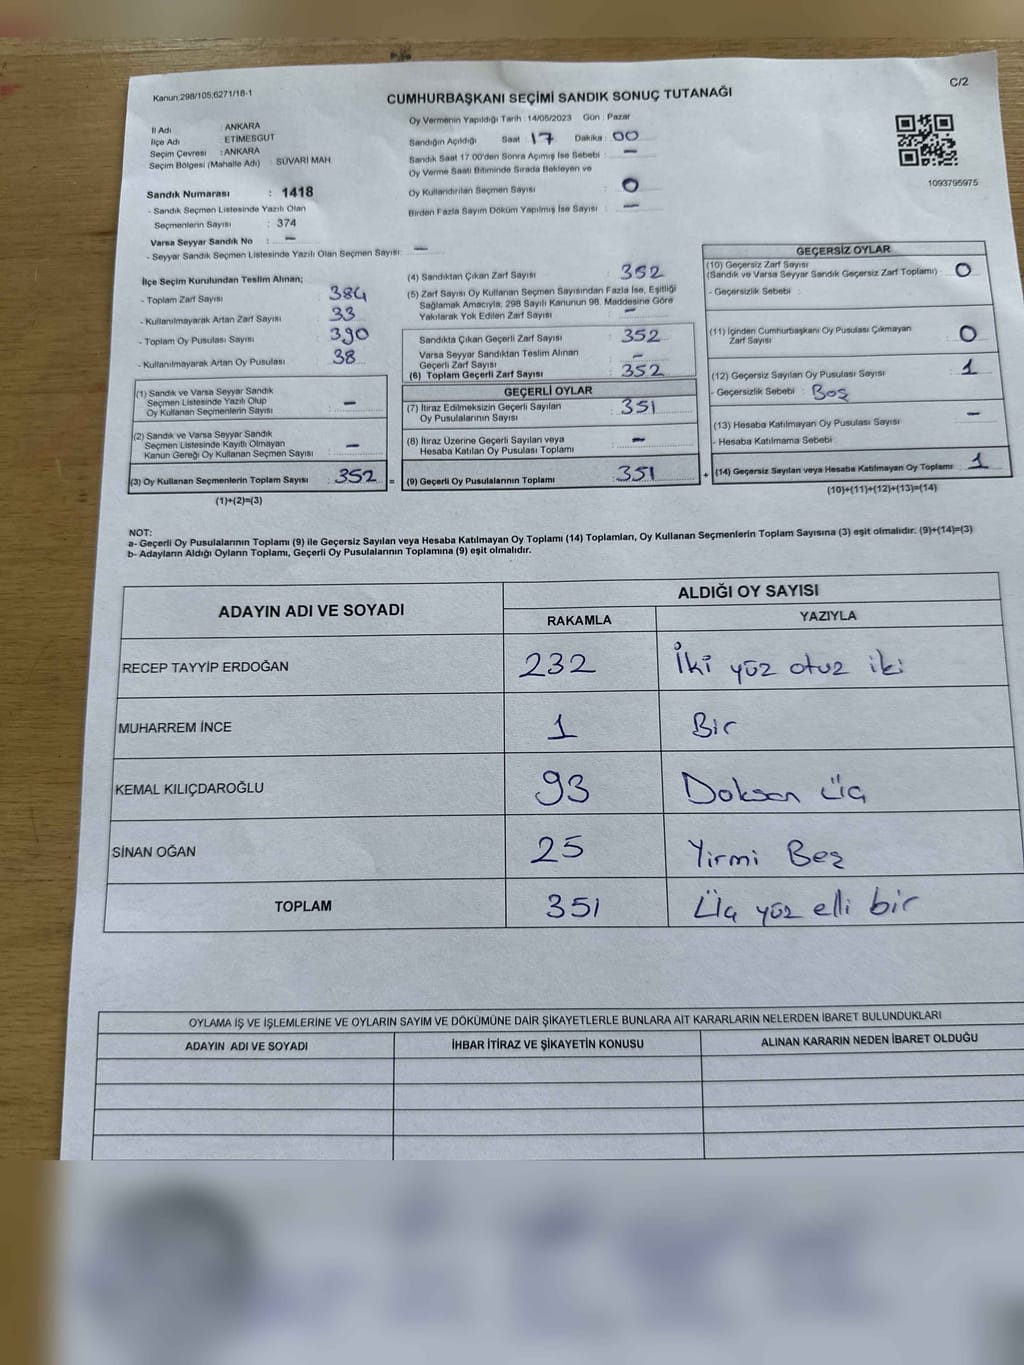 Kanun;298/105;6271/18-1
C/2
CUMHURBAŞKANI SEÇİMİ SANDIK SONUÇ TUTANAĞI
İl Adı : ANKARA
İlçe Adı : ETİMESGUT
Seçim Çevresi : ANKARA
Seçim Bölgesi (Mahalle Adı) : SÜVARİ MAH
Sandık Numarası : 1418
- Sandık Seçmen Listesinde Yazılı Olan
Seçmenlerin Sayısı : 374
Varsa Seyyar Sandık No : –
- Seyyar Sandık Seçmen Listesinde Yazılı Olan Seçmen Sayısı: –
Oy Vermenin Yapıldığı Tarih : 14/05/2023 Gün : Pazar
Sandığın Açıldığı Saat : 17 Dakika : 00
Sandık Saat 17:00'den Sonra Açımış İse Sebebi : –
Oy Verme Saati Bitiminde Sırada Bekleyen ve
Oy Kullandırılan Seçmen Sayısı : 0
Birden Fazla Sayım Döküm Yapılmış İse Sayısı : –
1093795975
İlçe Seçim Kurulundan Teslim Alınan;
- Toplam Zarf Sayısı : 384
- Kullanılmayarak Artan Zarf Sayısı : 33
- Toplam Oy Pusulası Sayısı : 390
- Kullanılmayarak Artan Oy Pusulası : 38
(1) Sandık ve Varsa Seyyar Sandık
Seçmen Listesinde Yazılı Olup
Oy Kullanan Seçmenlerin Sayısı : –
(2) Sandık ve Varsa Seyyar Sandık
Seçmen Listesinde Kayıtlı Olmayan
Kanun Gereği Oy Kullanan Seçmen Sayısı : –
(3) Oy Kullanan Seçmenlerin Toplam Sayısı : 352 =
(1)+(2)=(3)
(4) Sandıktan Çıkan Zarf Sayısı : 352
(5) Zarf Sayısı Oy Kullanan Seçmen Sayısından Fazla İse, Eşitliği
Sağlamak Amacıyla; 298 Sayılı Kanunun 98. Maddesine Göre
Yakılarak Yok Edilen Zarf Sayısı : –
Sandıkta Çıkan Geçerli Zarf Sayısı : 352
Varsa Seyyar Sandıktan Teslim Alınan
Geçerli Zarf Sayısı : –
(6) Toplam Geçerli Zarf Sayısı : 352
GEÇERLİ OYLAR
(7) İtiraz Edilmeksizin Geçerli Sayılan
Oy Pusulalarının Sayısı : 351
(8) İtiraz Üzerine Geçerli Sayılan veya
Hesaba Katılan Oy Pusulası Toplamı : –
(9) Geçerli Oy Pusulalarının Toplamı : 351 +
GEÇERSİZ OYLAR
(10) Geçersiz Zarf Sayısı
(Sandık ve Varsa Seyyar Sandık Geçersiz Zarf Toplamı) : 0
- Geçersizlik Sebebi :
(11) İçinden Cumhurbaşkanı Oy Pusulası Çıkmayan
Zarf Sayısı : 0
(12) Geçersiz Sayılan Oy Pusulası Sayısı : 1
- Geçersizlik Sebebi : Boş
(13) Hesaba Katılmayan Oy Pusulası Sayısı : –
- Hesaba Katılmama Sebebi :
(14) Geçersiz Sayılan veya Hesaba Katılmayan Oy Toplamı : 1
(10)+(11)+(12)+(13)=(14)
NOT:
a- Geçerli Oy Pusulalarının Toplamı (9) ile Geçersiz Sayılan veya Hesaba Katılmayan Oy Toplamı (14) Toplamları, Oy Kullanan Seçmenlerin Toplam Sayısına (3) eşit olmalıdır. (9)+(14)=(3)
b- Adayların Aldığı Oyların Toplamı, Geçerli Oy Pusulalarının Toplamına (9) eşit olmalıdır.
ADAYIN ADI VE SOYADI ALDIĞI OY SAYISI
RAKAMLA YAZIYLA
RECEP TAYYİP ERDOĞAN 232 İki yüz otuz iki
MUHARREM İNCE 1 Bir
KEMAL KILIÇDAROĞLU 93 Doksan üç
SİNAN OĞAN 25 Yirmi Beş
TOPLAM 351 Üç yüz elli bir
OYLAMA İŞ VE İŞLEMLERİNE VE OYLARIN SAYIM VE DÖKÜMÜNE DAİR ŞİKAYETLERLE BUNLARA AİT KARARLARIN NELERDEN İBARET BULUNDUKLARI
ADAYIN ADI VE SOYADI İHBAR İTİRAZ VE ŞİKAYETİN KONUSU ALINAN KARARIN NEDEN İBARET OLDUĞU